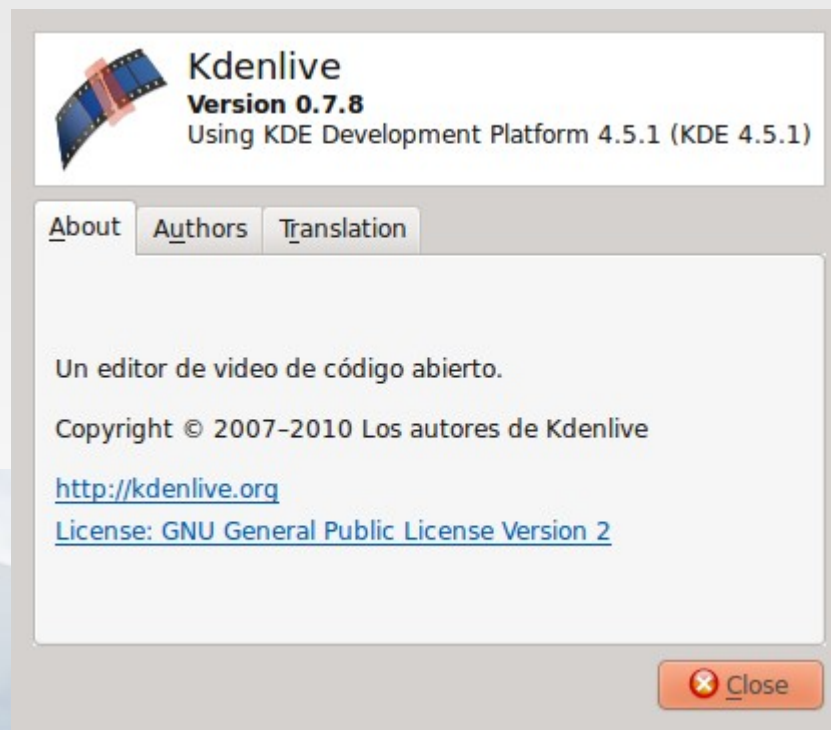 Kdenlive
Version 0.7.8
Using KDE Development Platform 4.5.1 (KDE 4.5.1)
About Authors Translation
Un editor de video de código abierto.
Copyright © 2007–2010 Los autores de Kdenlive
http://kdenlive.org
License: GNU General Public License Version 2
Close